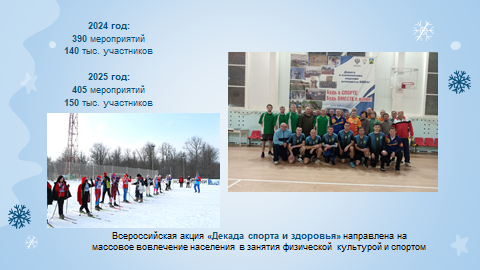 2024 год:
390 мероприятий
140 тыс. участников
2025 год:
405 мероприятий
150 тыс. участников
Всероссийская акция «Декада спорта и здоровья» направлена на
массовое вовлечение населения в занятия физической культурой и спортом